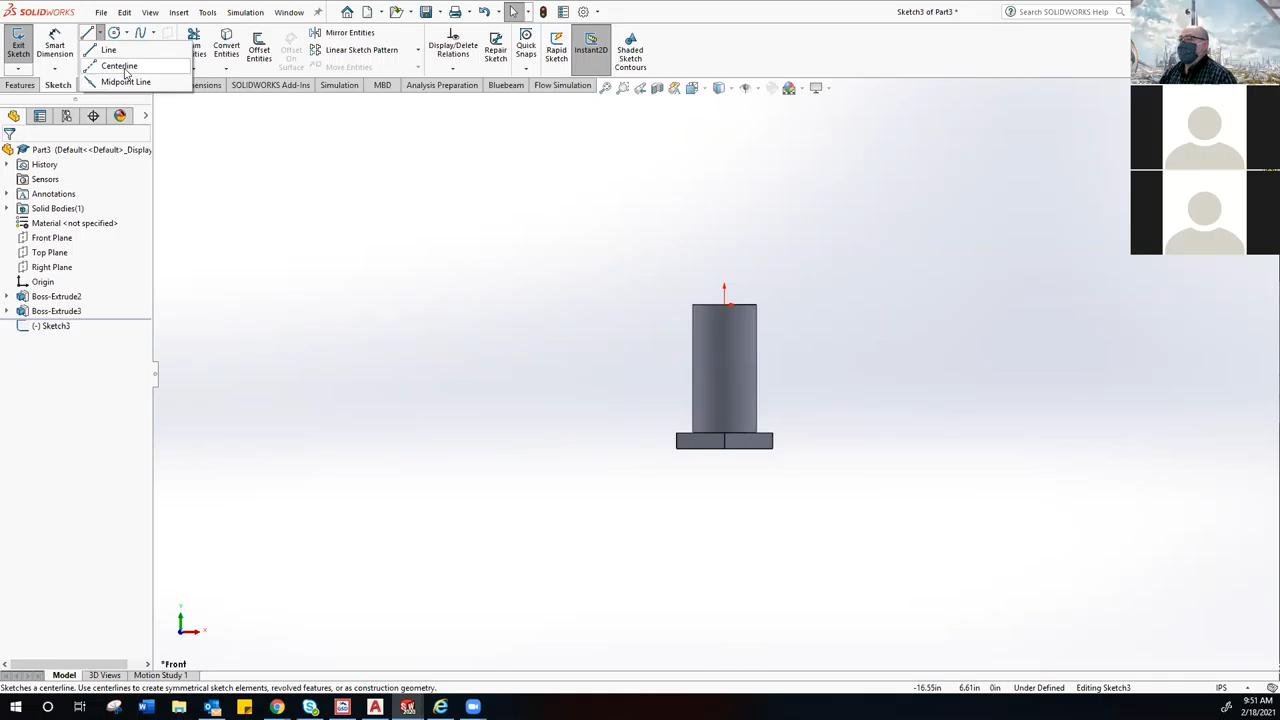 SOLIDWORKS File Edit View Insert Tools Simulation Window Sketch3 of Part3 * Search SOLIDWORKS Help
Exit Sketch Smart Dimension Convert Entities Offset Entities Offset On Surface Mirror Entities Linear Sketch Pattern Move Entities Display/Delete Relations Repair Sketch Quick Snaps Rapid Sketch Instant2D Shaded Sketch Contours
Line
Centerline
Midpoint Line
Features Sketch SOLIDWORKS Add-Ins Simulation MBD Analysis Preparation Bluebeam Flow Simulation
Part3 (Default<<Default>_Display
History
Sensors
Annotations
Solid Bodies(1)
Material <not specified>
Front Plane
Top Plane
Right Plane
Origin
Boss-Extrude2
Boss-Extrude3
(-) Sketch3
Y
X
*Front
Model 3D Views Motion Study 1
Sketches a centerline. Use centerlines to create symmetrical sketch elements, revolved features, or as construction geometry. -16.55in 6.61in 0in Under Defined Editing Sketch3 IPS
9:51 AM
2/18/2021